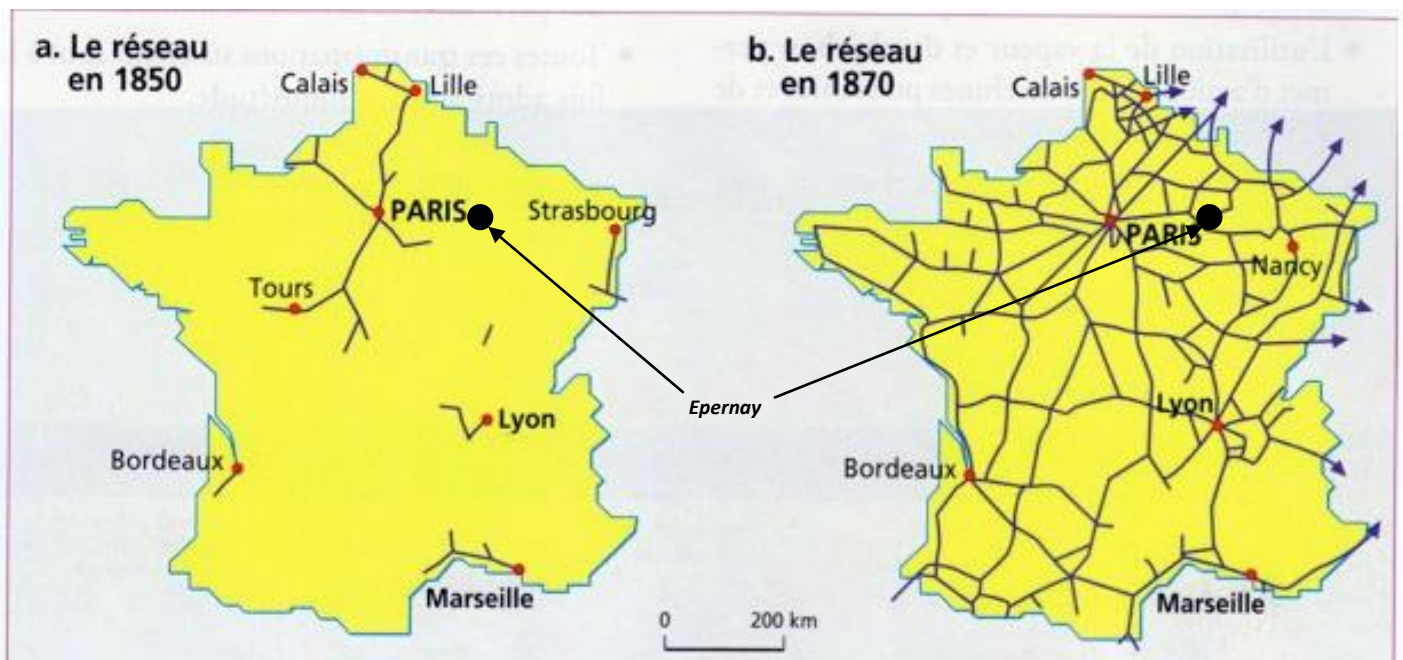 a. Le réseau
en 1850
Calais
Lille
PARIS
Strasbourg
Tours
Lyon
Bordeaux
Marseille
Epernay
0 200 km
b. Le réseau
en 1870
Calais
Lille
PARIS
Nancy
Lyon
Bordeaux
Marseille